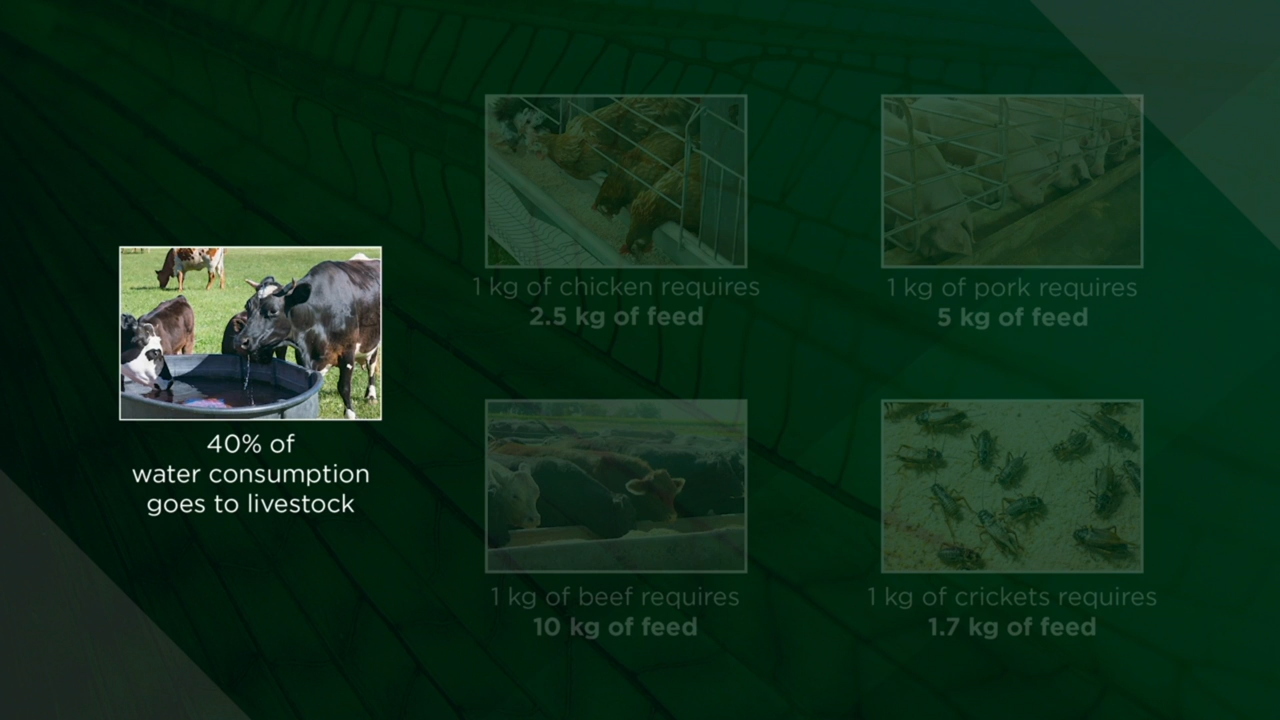 40% of
water consumption
goes to livestock
1 kg of chicken requires
2.5 kg of feed
1 kg of pork requires
5 kg of feed
1 kg of beef requires
10 kg of feed
1 kg of crickets requires
1.7 kg of feed